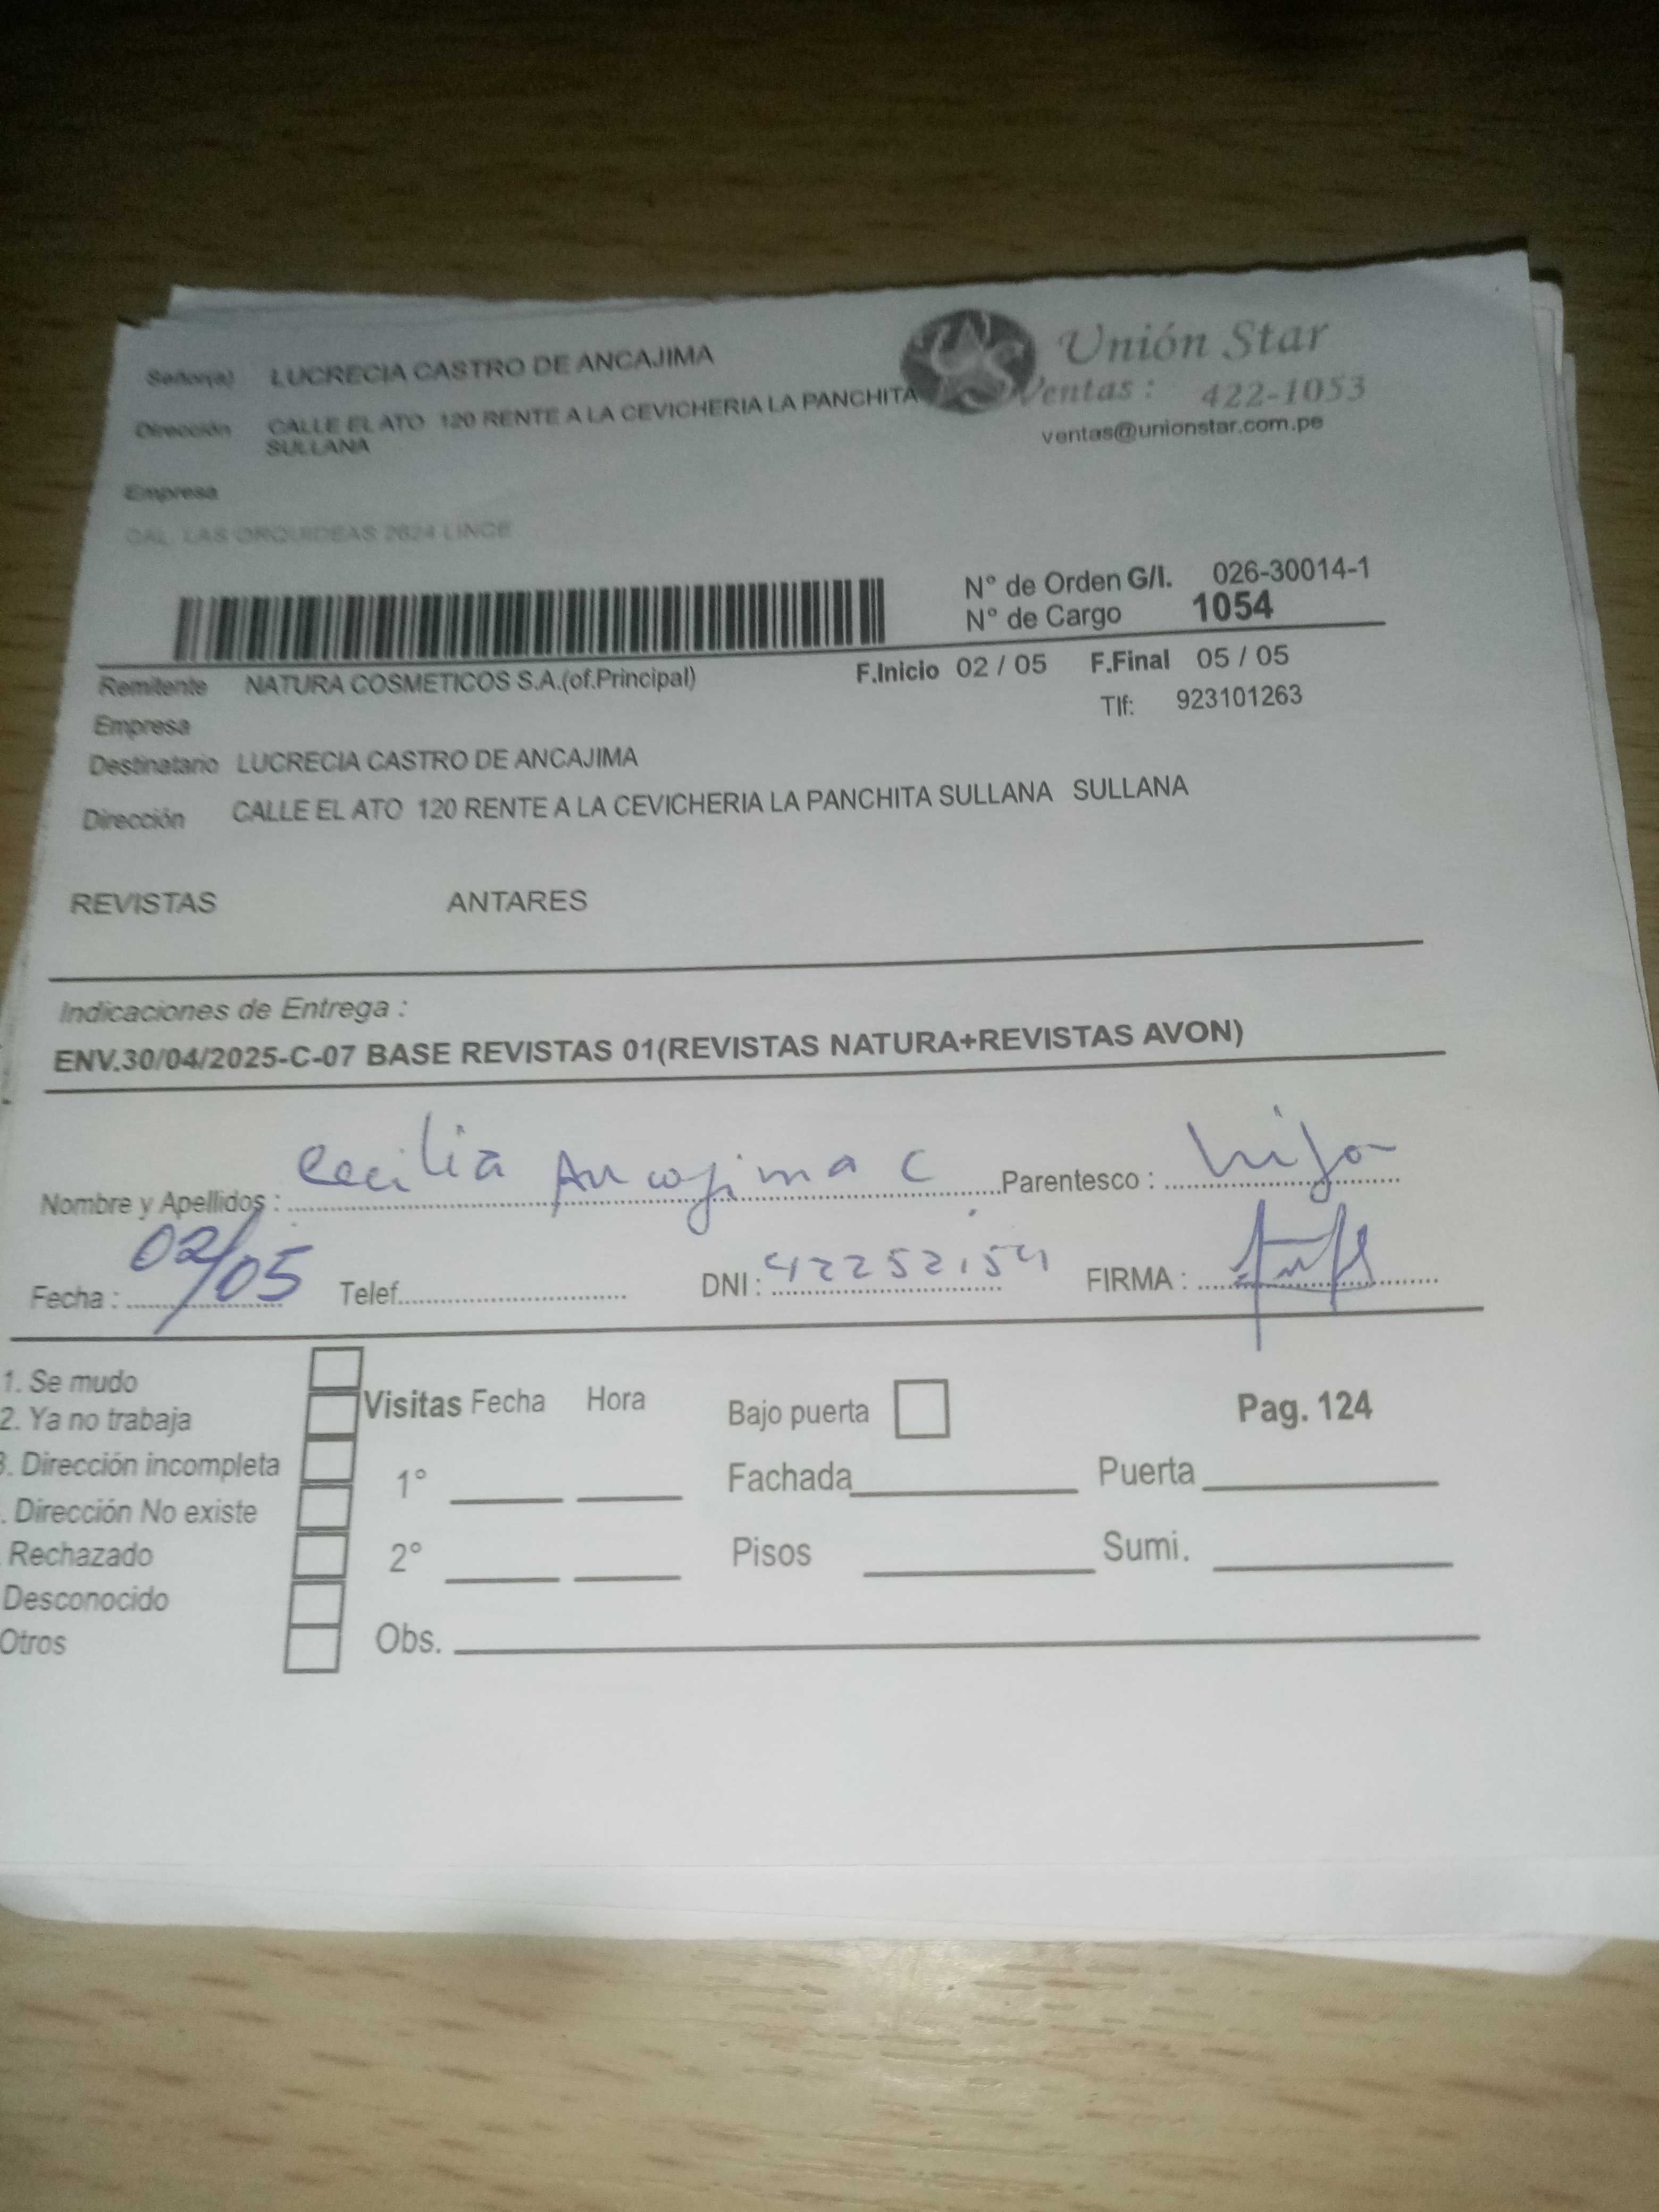 Señor(a) LUCRECIA CASTRO DE ANCAJIMA
Unión Star
Ventas : 422-1053
ventas@unionstar.com.pe
Dirección CALLE EL ATO 120 RENTE A LA CEVICHERIA LA PANCHITA
SULLANA
Empresa
CAL. LAS ORQUIDEAS 2624 LINCE
N° de Orden G/I. 026-30014-1
N° de Cargo 1054
Remitente NATURA COSMETICOS S.A.(of.Principal) F.Inicio 02 / 05 F.Final 05 / 05
Empresa Tlf: 923101263
Destinatario LUCRECIA CASTRO DE ANCAJIMA
Dirección CALLE EL ATO 120 RENTE A LA CEVICHERIA LA PANCHITA SULLANA SULLANA
REVISTAS ANTARES
Indicaciones de Entrega :
ENV.30/04/2025-C-07 BASE REVISTAS 01(REVISTAS NATURA+REVISTAS AVON)
Nombre y Apellidos : Cecilia Ancajima C Parentesco : hija
Fecha : 02/05 Telef. DNI : FIRMA :
1. Se mudo
2. Ya no trabaja
3. Dirección incompleta
. Dirección No existe
. Rechazado
Desconocido
Otros
Visitas Fecha Hora
1°
2°
Obs.
Bajo puerta Pag. 124
Fachada Puerta
Pisos Sumi.